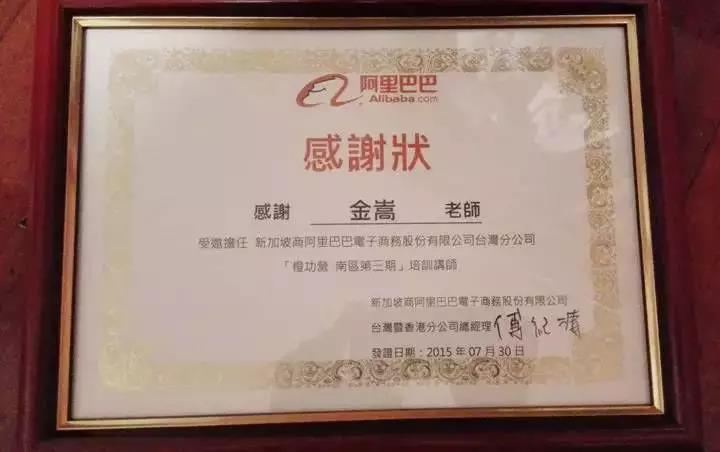 阿里巴巴
Alibaba.com
感謝狀
感謝 金嵩 老師
受邀擔任 新加坡商阿里巴巴電子商務股份有限公司台灣分公司
「橙功營 南區第三期」培訓講師
新加坡商阿里巴巴電子商務股份有限公司
台灣暨香港分公司總經理 傅紀清
發證日期：2015 年 07 月 30 日